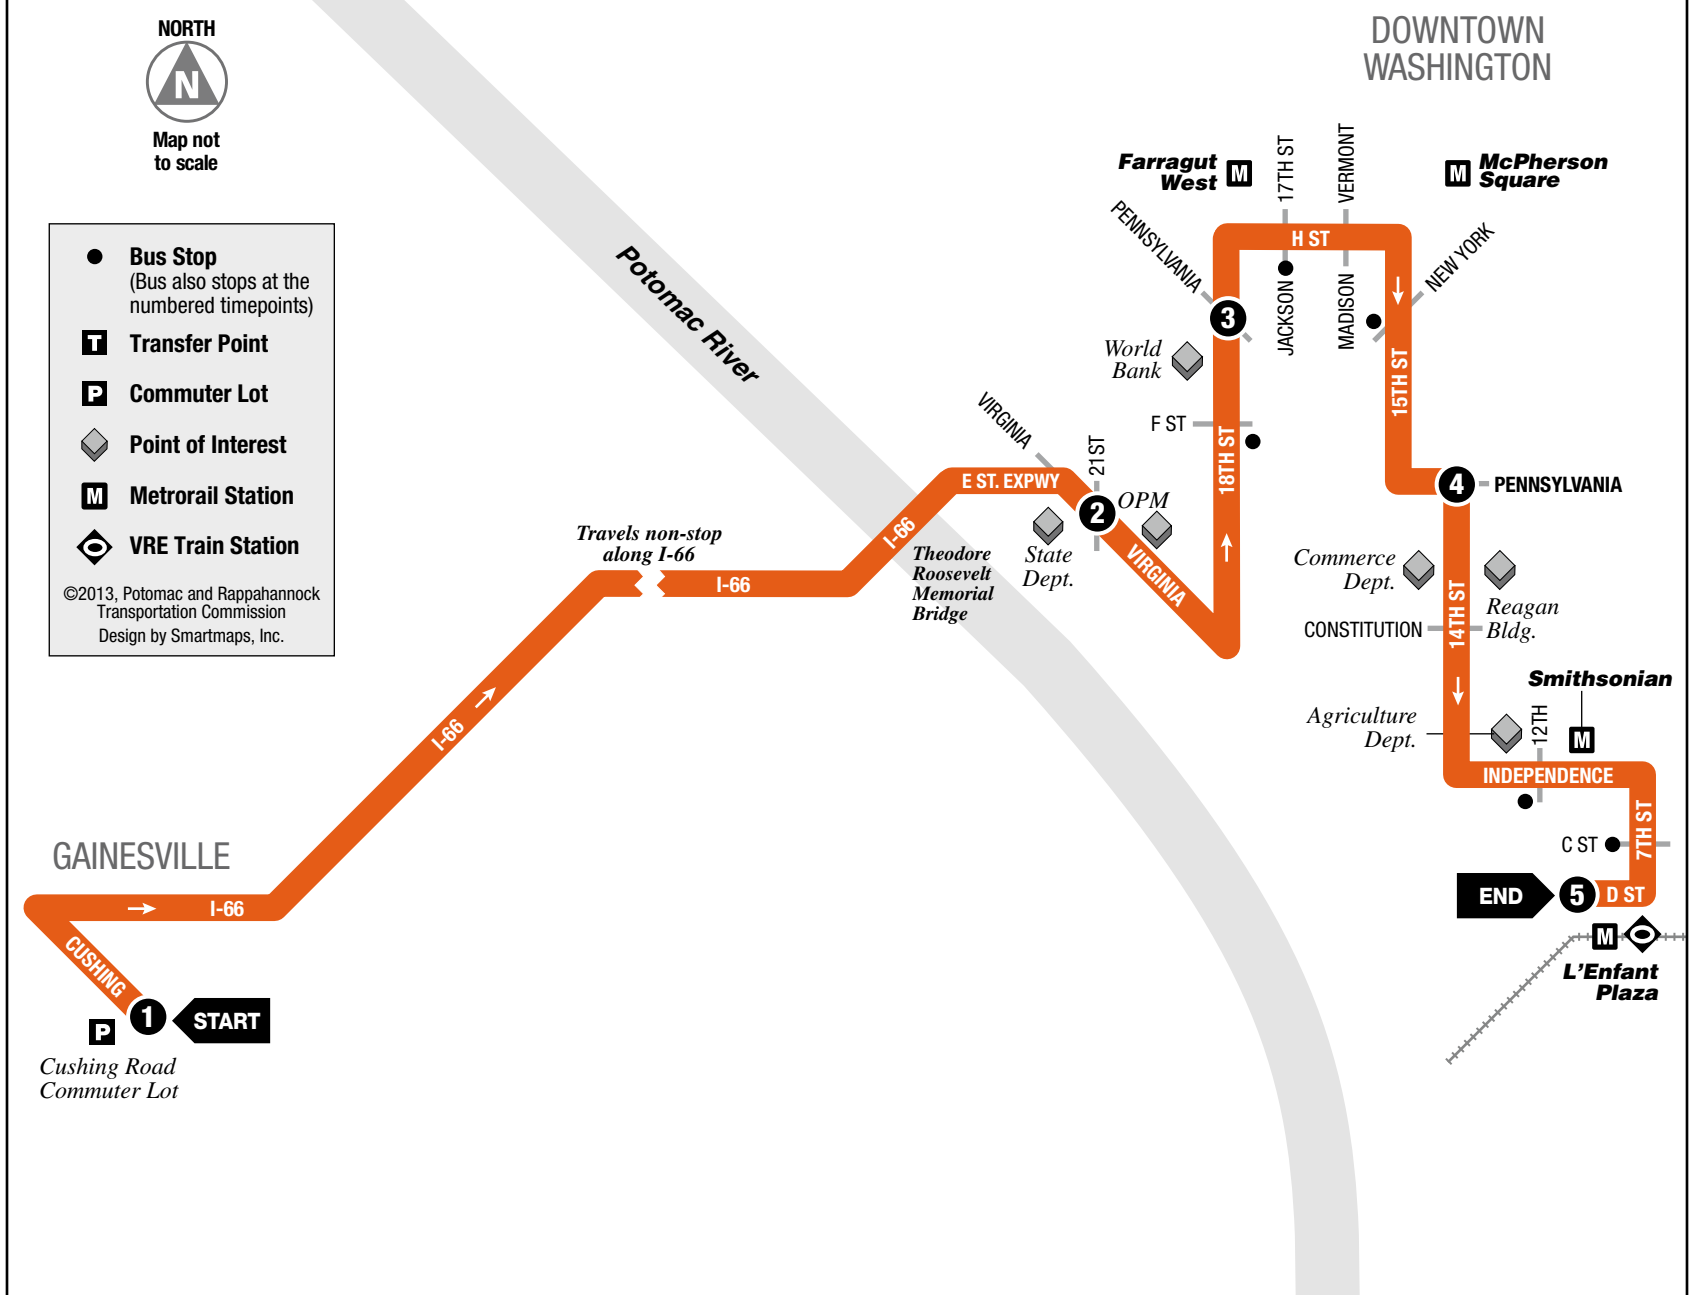 NORTH
N
Map not
to scale
DOWNTOWN
WASHINGTON
Bus Stop
(Bus also stops at the
numbered timepoints)
T Transfer Point
P Commuter Lot
Point of Interest
M Metrorail Station
VRE Train Station
©2013, Potomac and Rappahannock
Transportation Commission
Design by Smartmaps, Inc.
Potomac River
Farragut
West
M
17TH ST
VERMONT
M
McPherson
Square
PENNSYLVANIA
H ST
NEW YORK
3
JACKSON
MADISON
World
Bank
15TH ST
F ST
18TH ST
VIRGINIA
21ST
E ST. EXPWY
2
OPM
4
PENNSYLVANIA
State
Dept.
VIRGINIA
Travels non-stop
along I-66
I-66
I-66
Theodore
Roosevelt
Memorial
Bridge
Commerce
Dept.
14TH ST
Reagan
Bldg.
CONSTITUTION
Smithsonian
M
Agriculture
Dept.
12TH
INDEPENDENCE
7TH ST
C ST
END
5
D ST
M
L'Enfant
Plaza
I-66
GAINESVILLE
I-66
CUSHING
1
START
P
Cushing Road
Commuter Lot